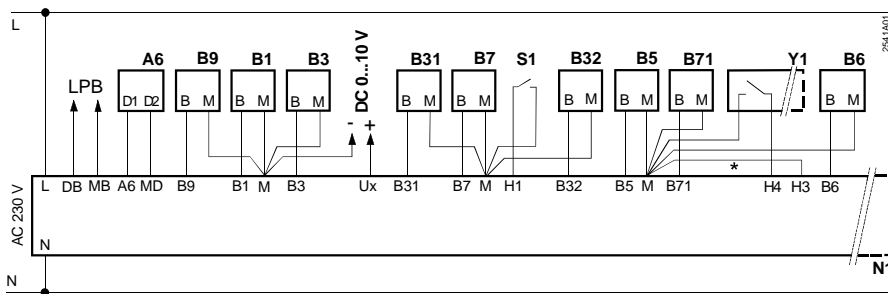 L
2541A01
A6 B9 B1 B3 DC 0...10 V B31 B7 S1 B32 B5 B71 Y1 B6
LPB
D1 D2 B M B M B M - + B M B M B M B M B M B M
*
L DB MB A6 MD B9 B1 M B3 Ux B31 B7 M H1 B32 B5 M B71 H4 H3 B6
AC 230 V
N
N1
N